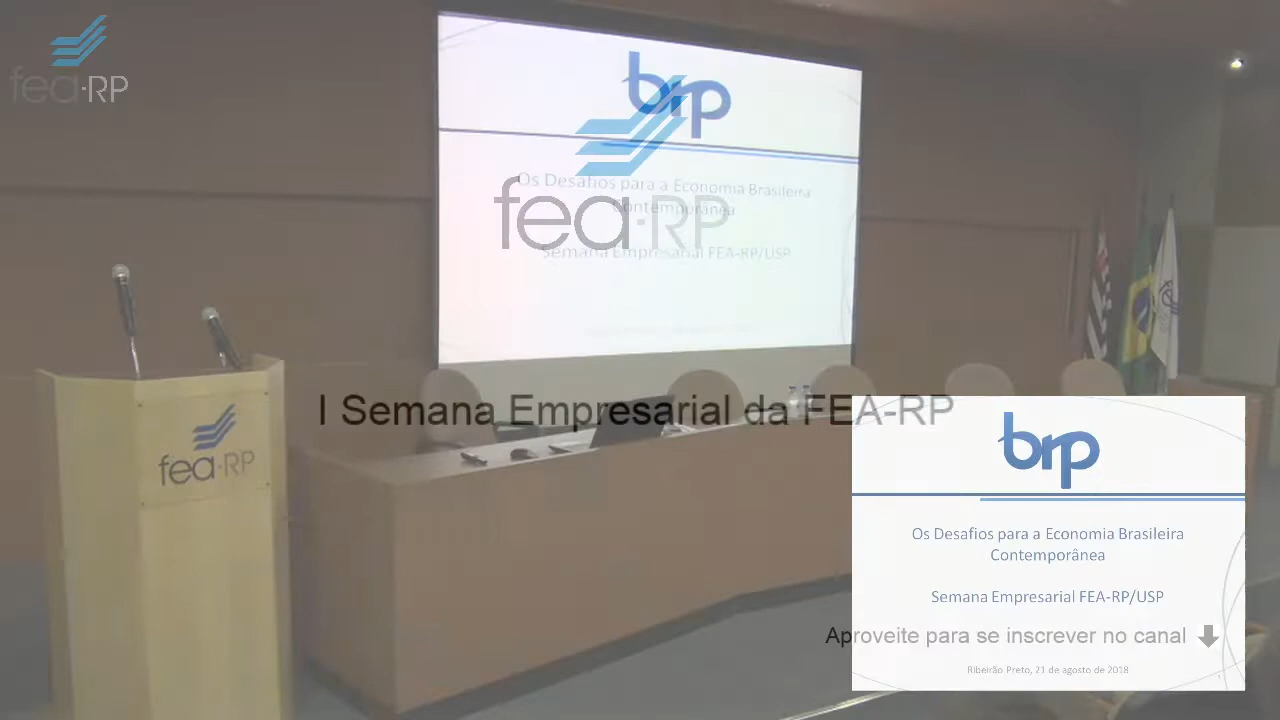 fea-RP
brp
Os Desafios para a Economia Brasileira
Contemporânea
fea-RP
Semana Empresarial FEA-RP/USP
fea-RP
I Semana Empresarial da FEA-RP
brp
Os Desafios para a Economia Brasileira
Contemporânea
Semana Empresarial FEA-RP/USP
Aproveite para se inscrever no canal
Ribeirão Preto, 21 de agosto de 2018